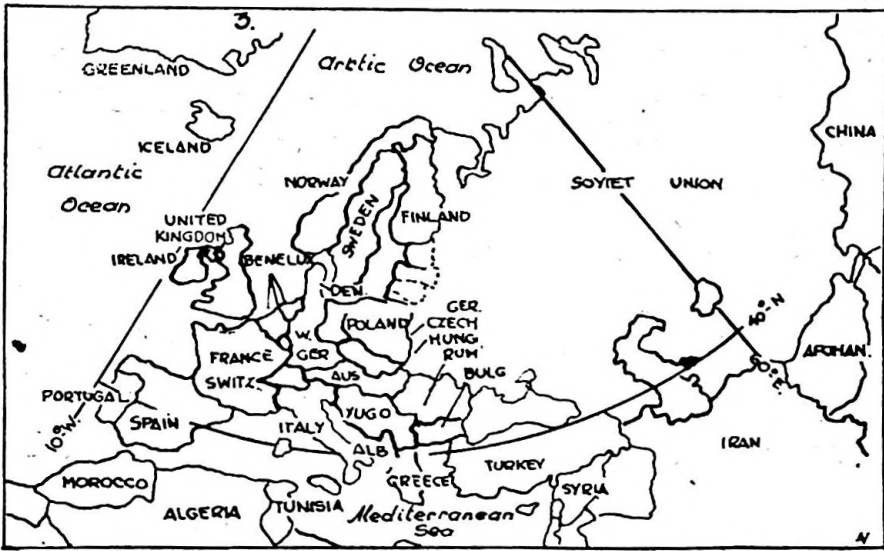 3.
GREENLAND
Arctic Ocean
CHINA
ICELAND
Atlantic
Ocean
NORWAY
SOVIET UNION
UNITED
KINGDOM
SWEDEN
FINLAND
IRELAND
BENELUX
DEN.
GER.
POLAND
CZECH
HUNG
RUM.
W.
GER
40° N
FRANCE
AFGHAN.
SWITZ
AUS
BULG
60° E.
PORTUGAL
10° W.
SPAIN
ITALY
YUGO
IRAN
ALB
TURKEY
MOROCCO
GREECE
SYRIA
ALGERIA
TUNISIA
Mediterranean
Sea
N